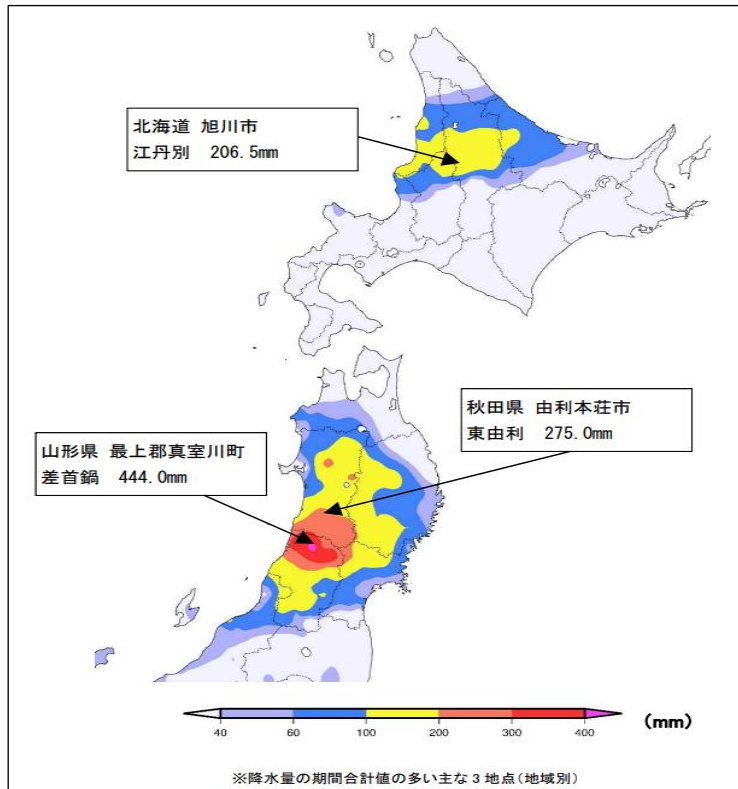 北海道 旭川市
江丹別 206.5mm
秋田県 由利本荘市
東由利 275.0mm
山形県 最上郡真室川町
差首鍋 444.0mm
40 60 100 200 300 400 (mm)
※降水量の期間合計値の多い主な3地点(地域別)